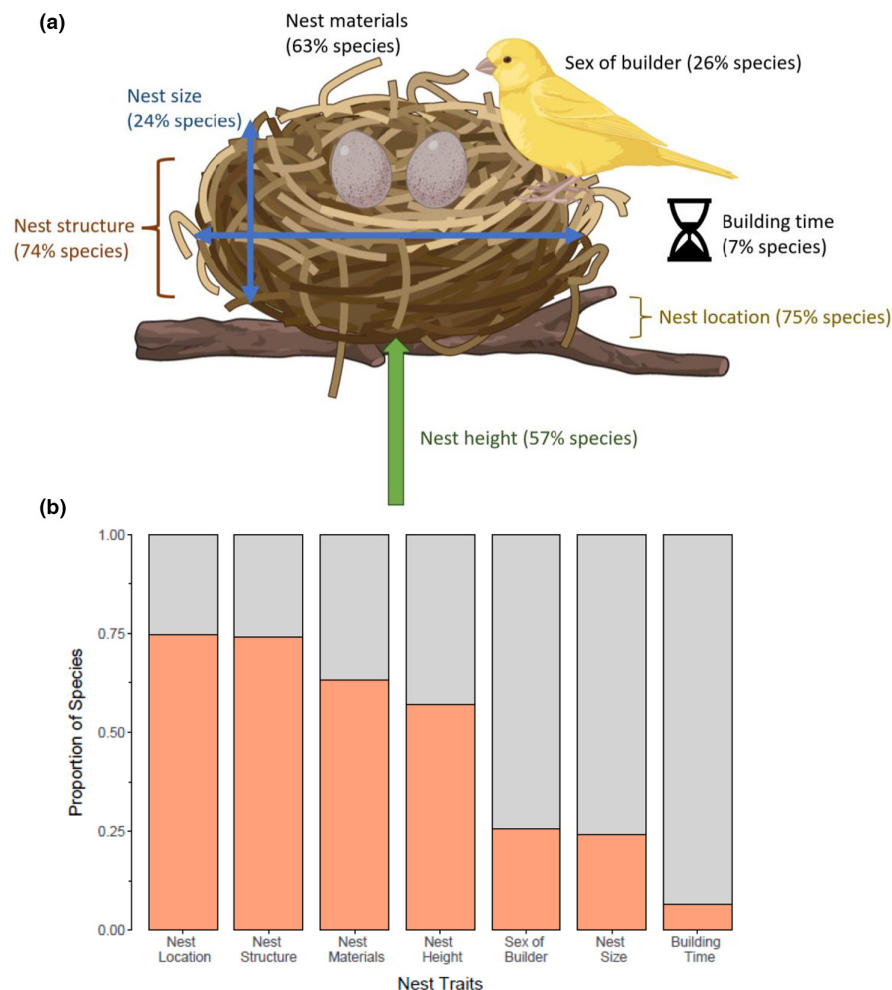 (a)
Nest materials
(63% species)
Sex of builder (26% species)
Nest size
(24% species)
Nest structure
(74% species)
Building time
(7% species)
Nest location (75% species)
Nest height (57% species)
(b)
1.00
0.75
0.50
0.25
0.00
Proportion of Species
Nest
Location
Nest
Structure
Nest
Materials
Nest
Height
Sex of
Builder
Nest
Size
Building
Time
Nest Traits